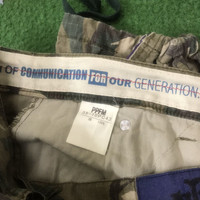 OF COMMUNICATION FOR OUR GENERATION.
PPFM